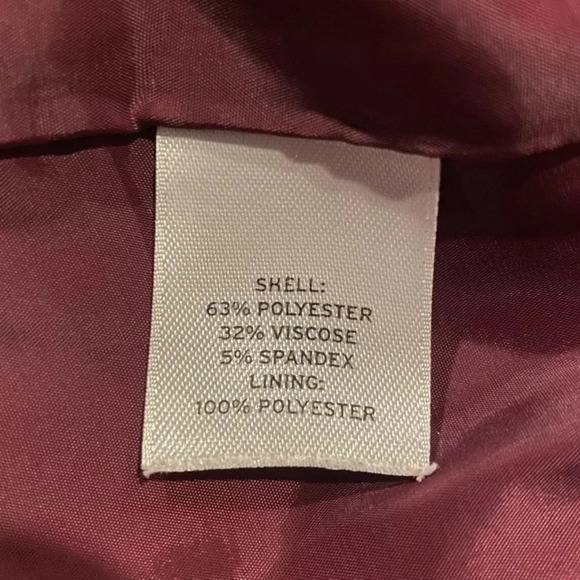 SHELL:
63% POLYESTER
32% VISCOSE
5% SPANDEX
LINING:
100% POLYESTER